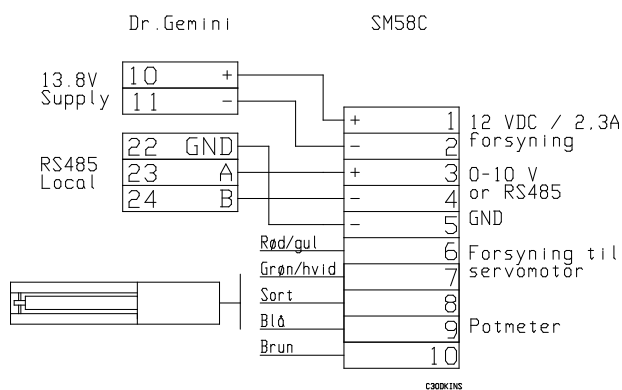 Dr.Gemini SM58C
13.8V
Supply
10 +
11 -
RS485
Local
22 GND
23 A
24 B
+ 1 12 VDC / 2,3A
- 2 forsyning
+ 3 0-10 V
- 4 or RS485
- 5 GND
Rød/gul 6 Forsyning til
Grøn/hvid 7 servomotor
Sort 8
Blå 9 Potmeter
Brun 10
C30DKINS